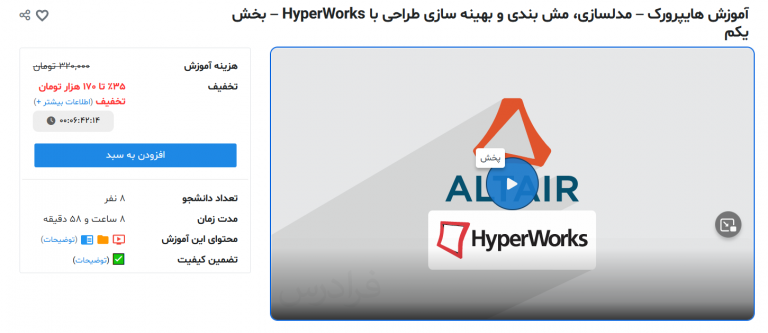 آموزش هایپرورک – مدلسازی، مش بندی و بهینه سازی طراحی با HyperWorks – بخش
یکم
هزینه آموزش ۳۲۰,۰۰۰ تومان
تخفیف ۳۵٪ تا ۱۷۰ هزار تومان
تخفیف (اطلاعات بیشتر +)
۰۰:۰۶:۴۲:۱۴
افزودن به سبد
تعداد دانشجو ۸ نفر
مدت زمان ۸ ساعت و ۵۸ دقیقه
محتوای این آموزش (توضیحات)
تضمین کیفیت (توضیحات)
پخش
ALTAIR
HyperWorks
فرادرس